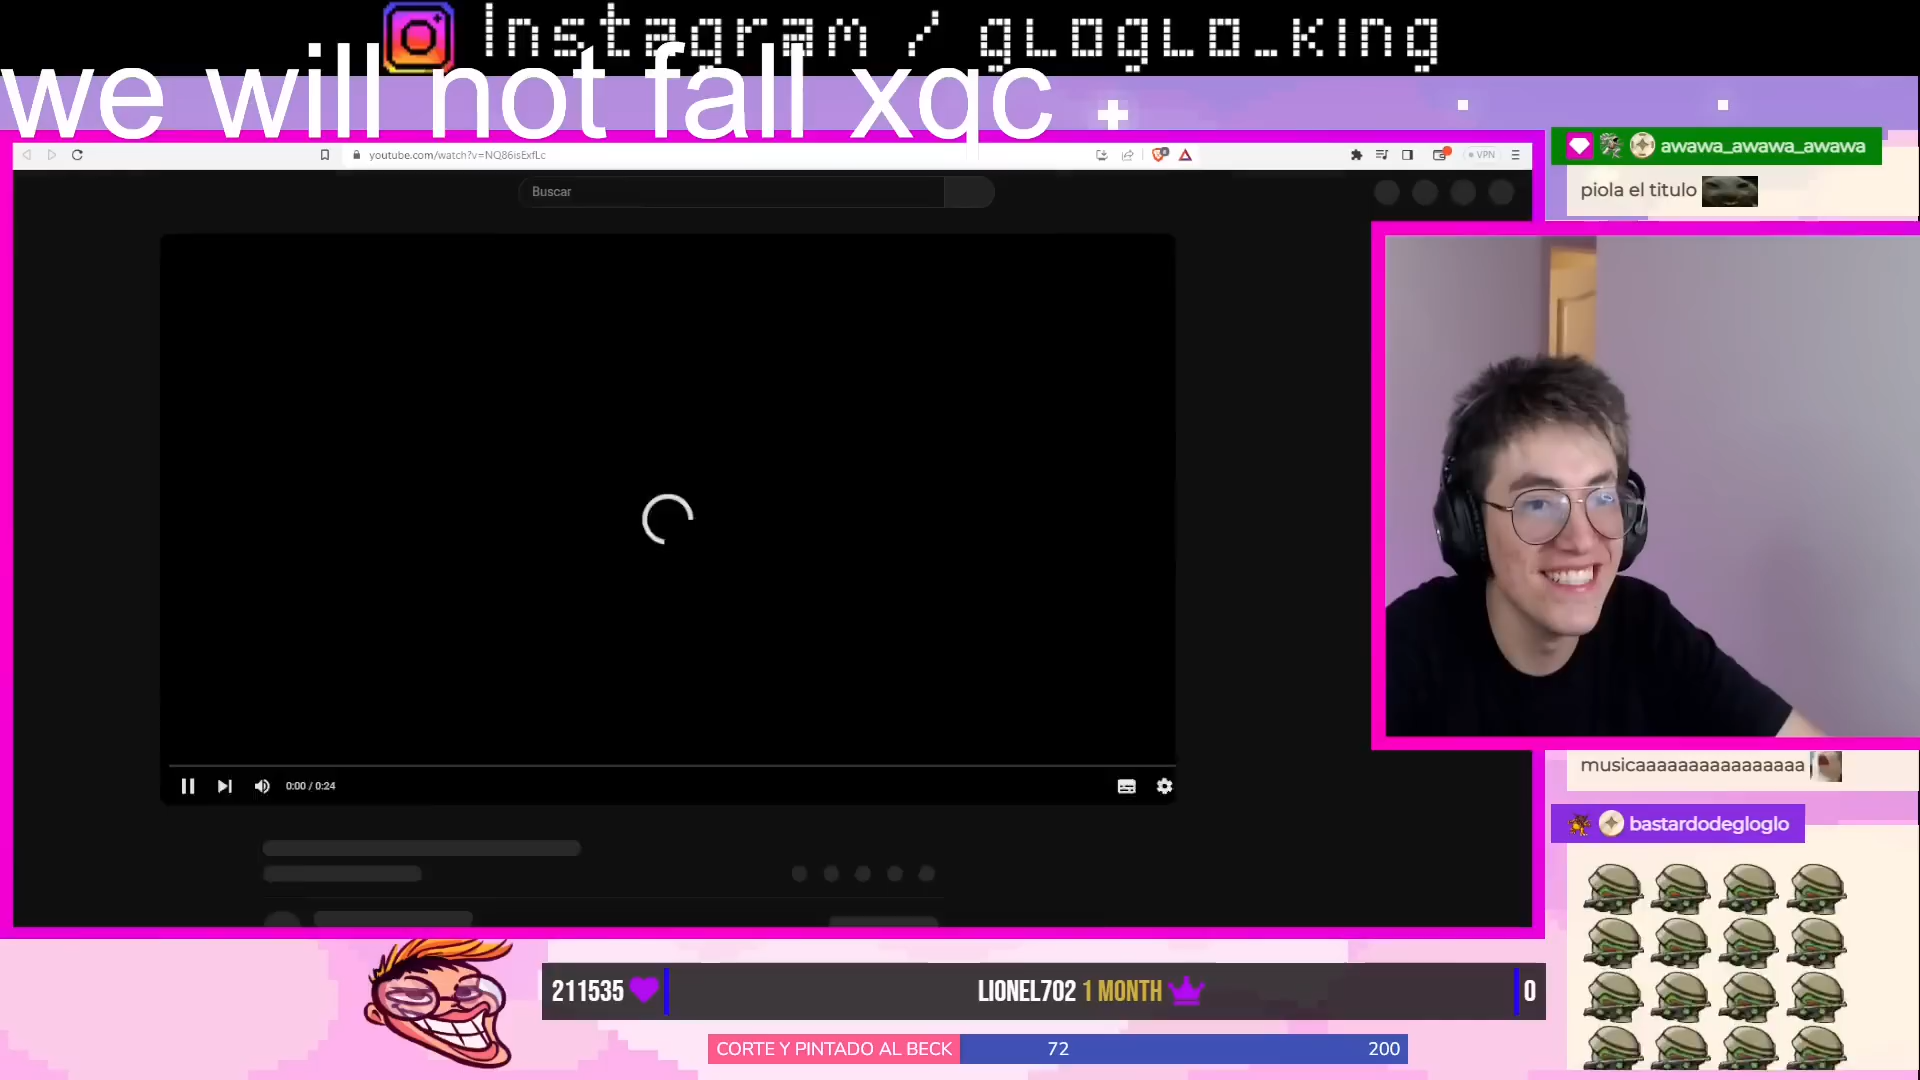 Instagram / gLogLo_king
we will not fall xqc
youtube.com/watch?v=NQ86isExfLc
VPN
Buscar
awawa_awawa_awawa
piola el titulo
0:00 / 0:24
musicaaaaaaaaaaaaaaaa
bastardodegloglo
211535
LIONEL702 1 MONTH
0
CORTE Y PINTADO AL BECK
72
200